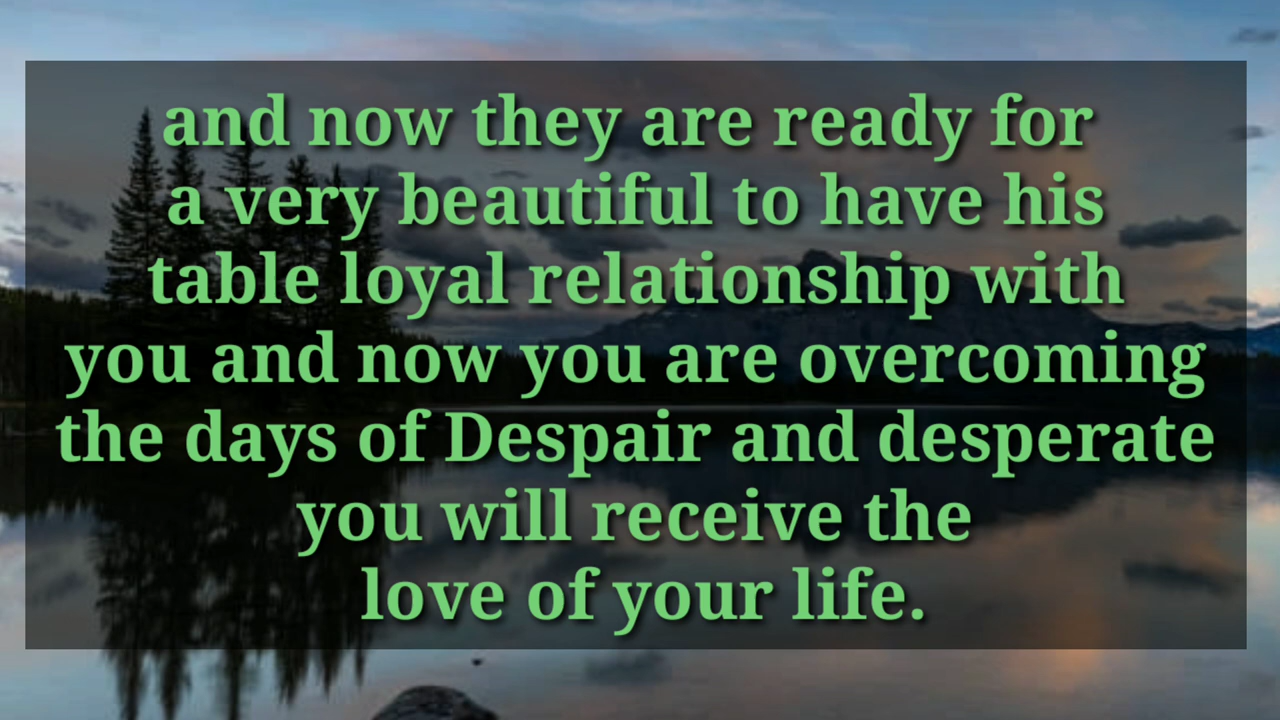 and now they are ready for
a very beautiful to have his
table loyal relationship with
you and now you are overcoming
the days of Despair and desperate
you will receive the
love of your life.